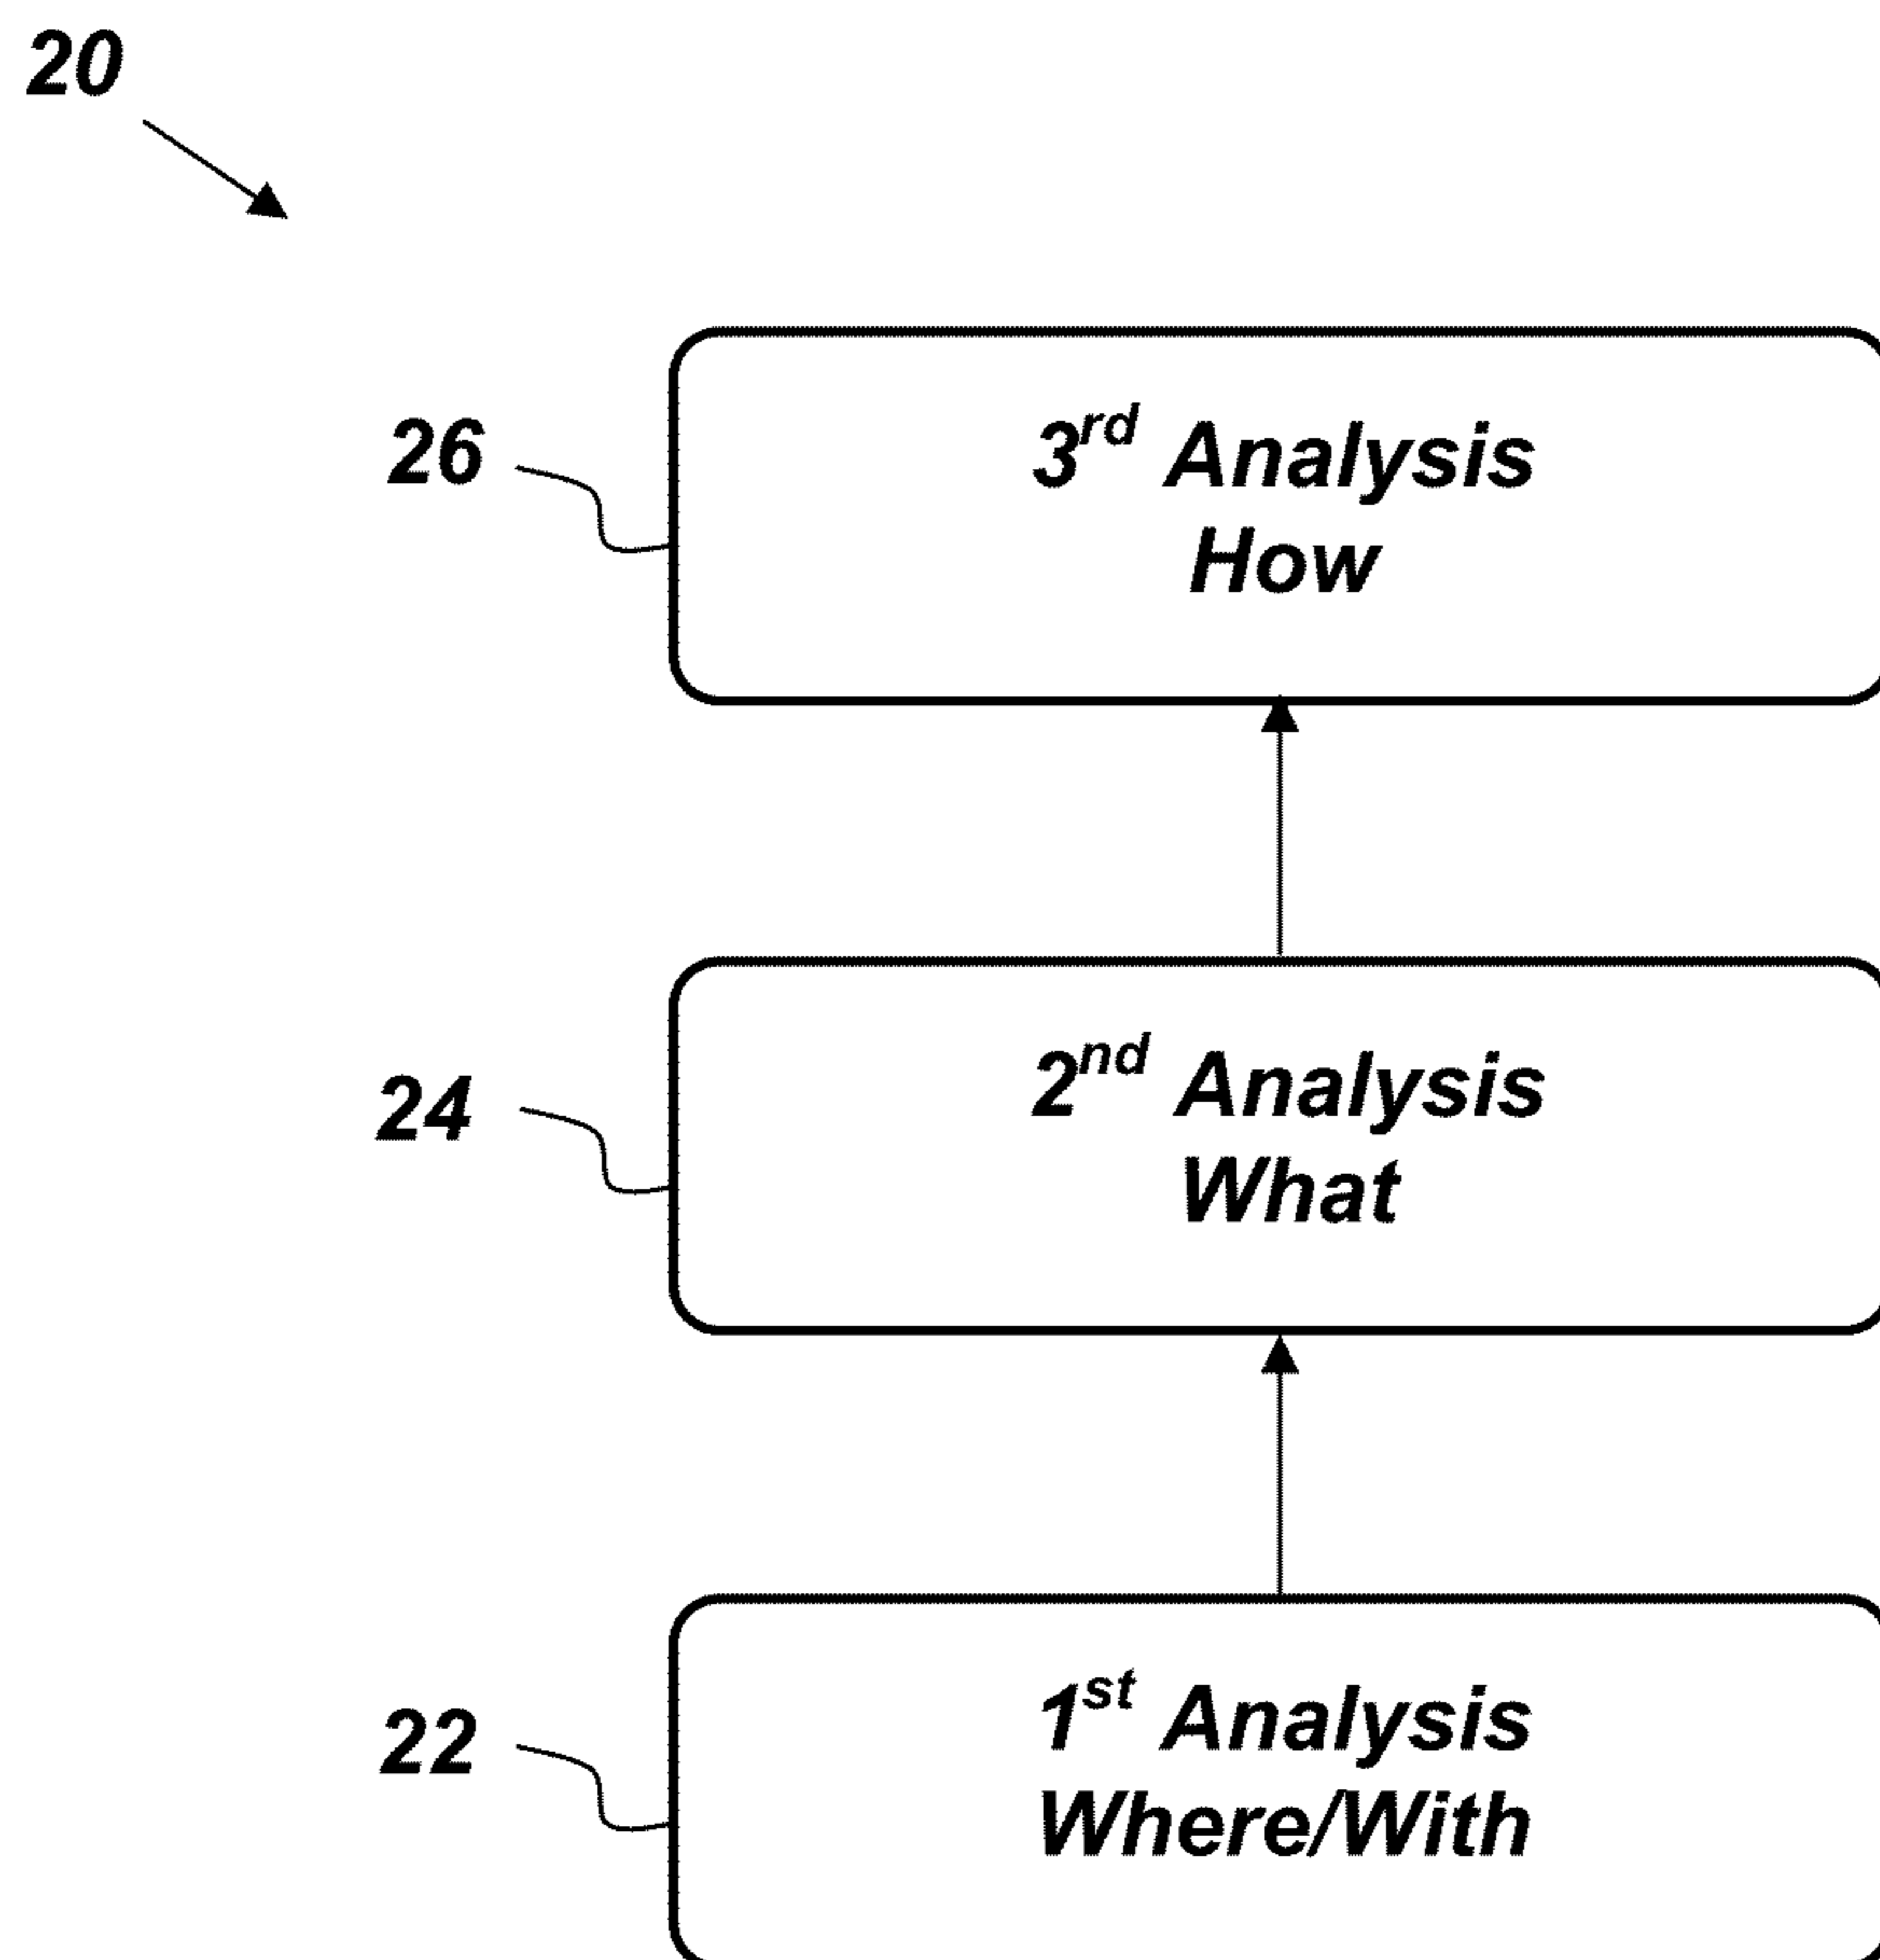 20
26
3rd Analysis
How
24
2nd Analysis
What
22
1st Analysis
Where/With